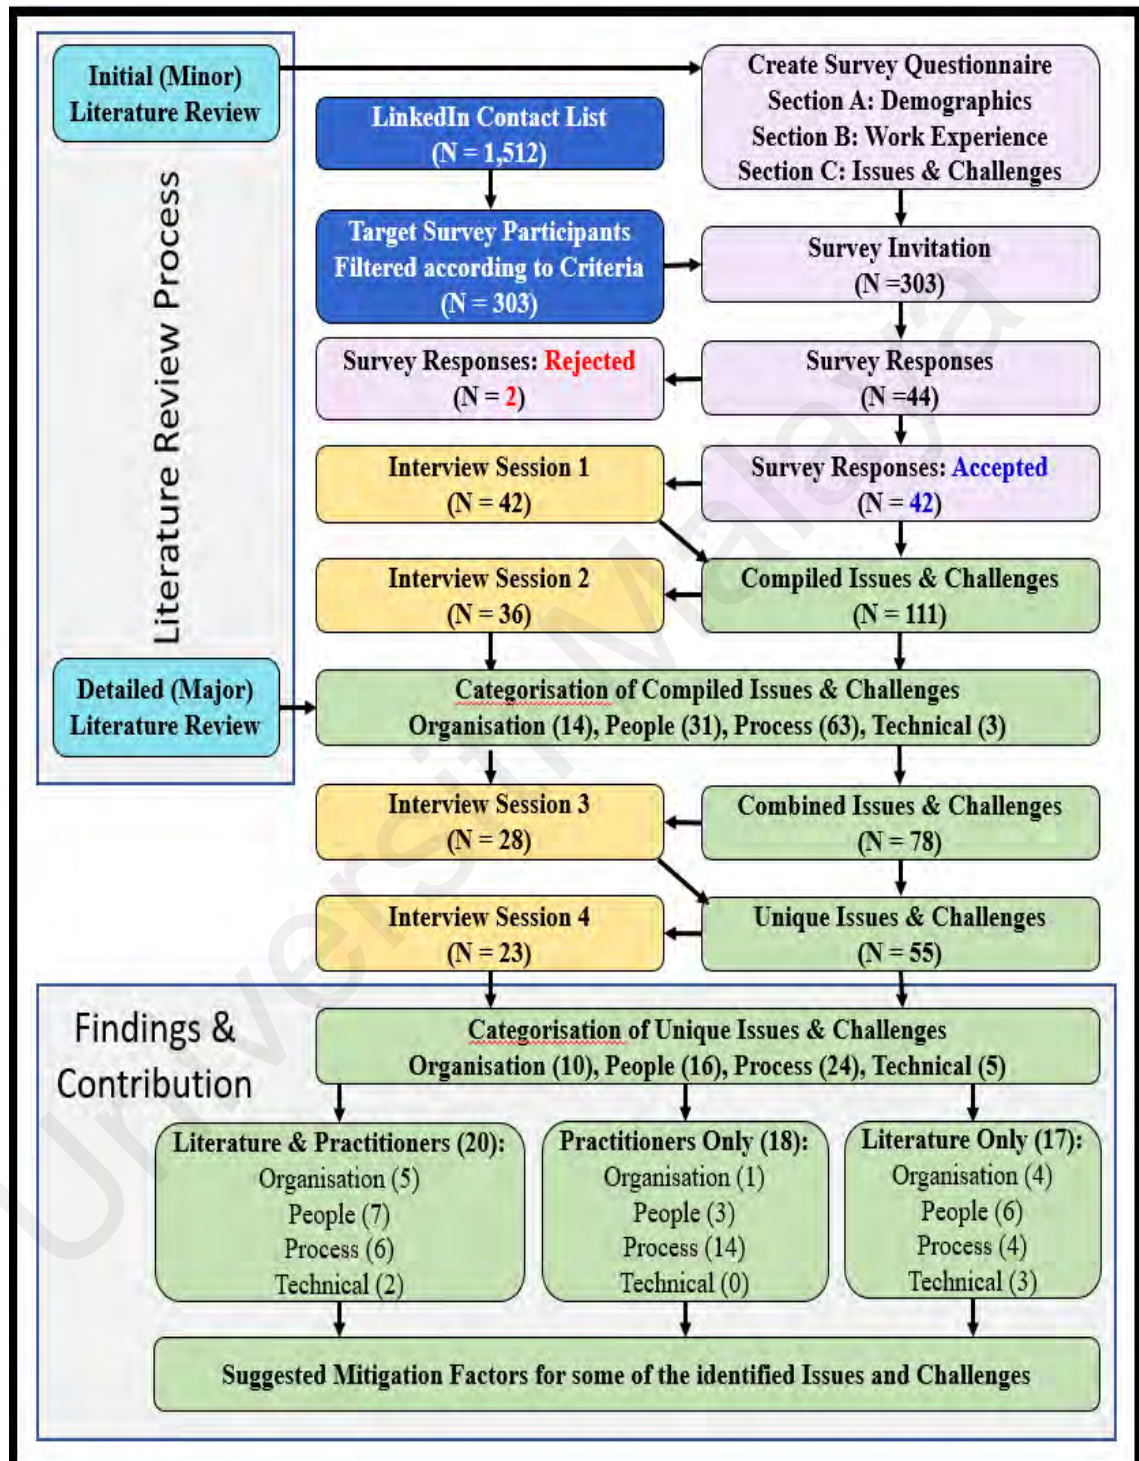 Initial (Minor)
Literature Review
Literature Review Process
Detailed (Major)
Literature Review
LinkedIn Contact List
(N = 1,512)
Target Survey Participants
Filtered according to Criteria
(N = 303)
Create Survey Questionnaire
Section A: Demographics
Section B: Work Experience
Section C: Issues & Challenges
Survey Invitation
(N =303)
Survey Responses: Rejected
(N = 2)
Survey Responses
(N =44)
Interview Session 1
(N = 42)
Survey Responses: Accepted
(N = 42)
Interview Session 2
(N = 36)
Compiled Issues & Challenges
(N = 111)
Categorisation of Compiled Issues & Challenges
Organisation (14), People (31), Process (63), Technical (3)
Interview Session 3
(N = 28)
Combined Issues & Challenges
(N = 78)
Interview Session 4
(N = 23)
Unique Issues & Challenges
(N = 55)
Findings &
Contribution
Categorisation of Unique Issues & Challenges
Organisation (10), People (16), Process (24), Technical (5)
Literature & Practitioners (20):
Organisation (5)
People (7)
Process (6)
Technical (2)
Practitioners Only (18):
Organisation (1)
People (3)
Process (14)
Technical (0)
Literature Only (17):
Organisation (4)
People (6)
Process (4)
Technical (3)
Suggested Mitigation Factors for some of the identified Issues and Challenges
Universiti Malaya